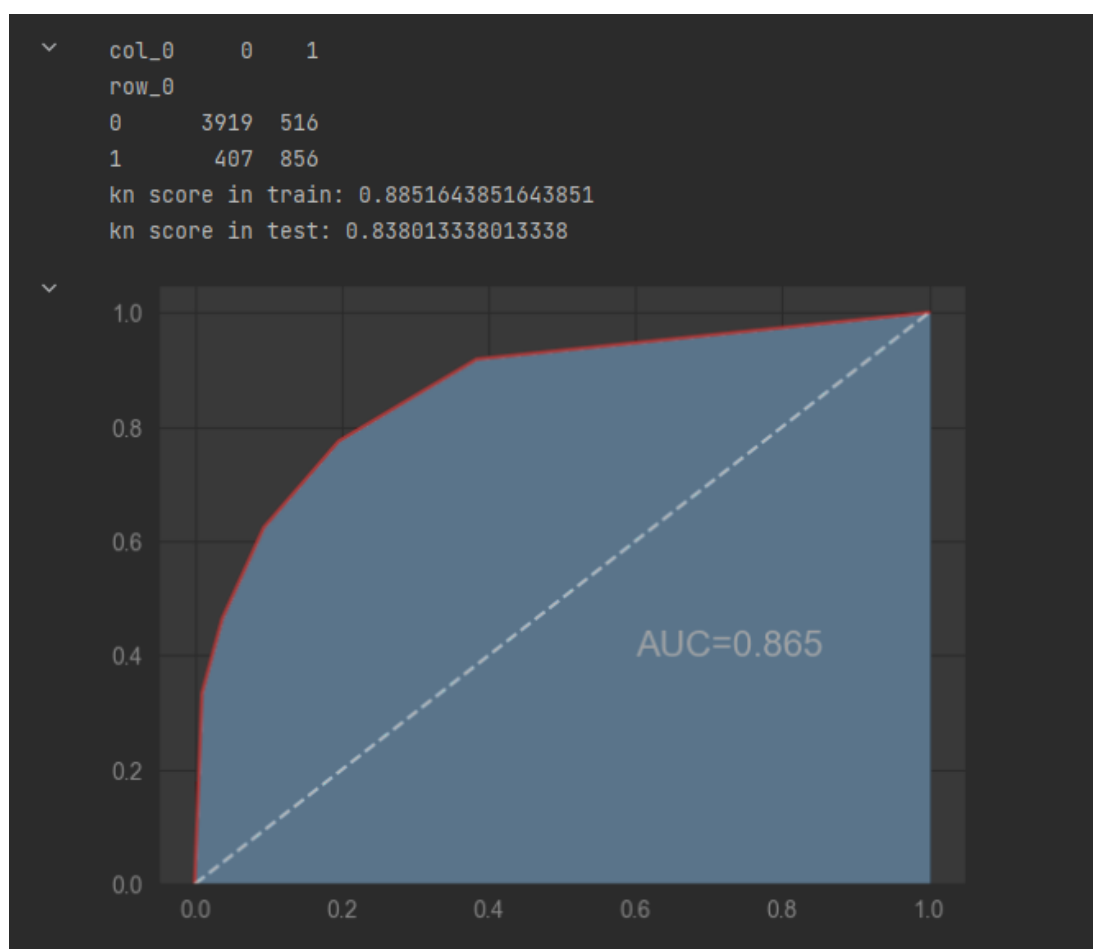 col_0 0 1
row_0
0 3919 516
1 407 856
kn score in train: 0.8851643851643851
kn score in test: 0.838013338013338
1.0
0.8
0.6
AUC=0.865
0.4
0.2
0.0
0.0 0.2 0.4 0.6 0.8 1.0